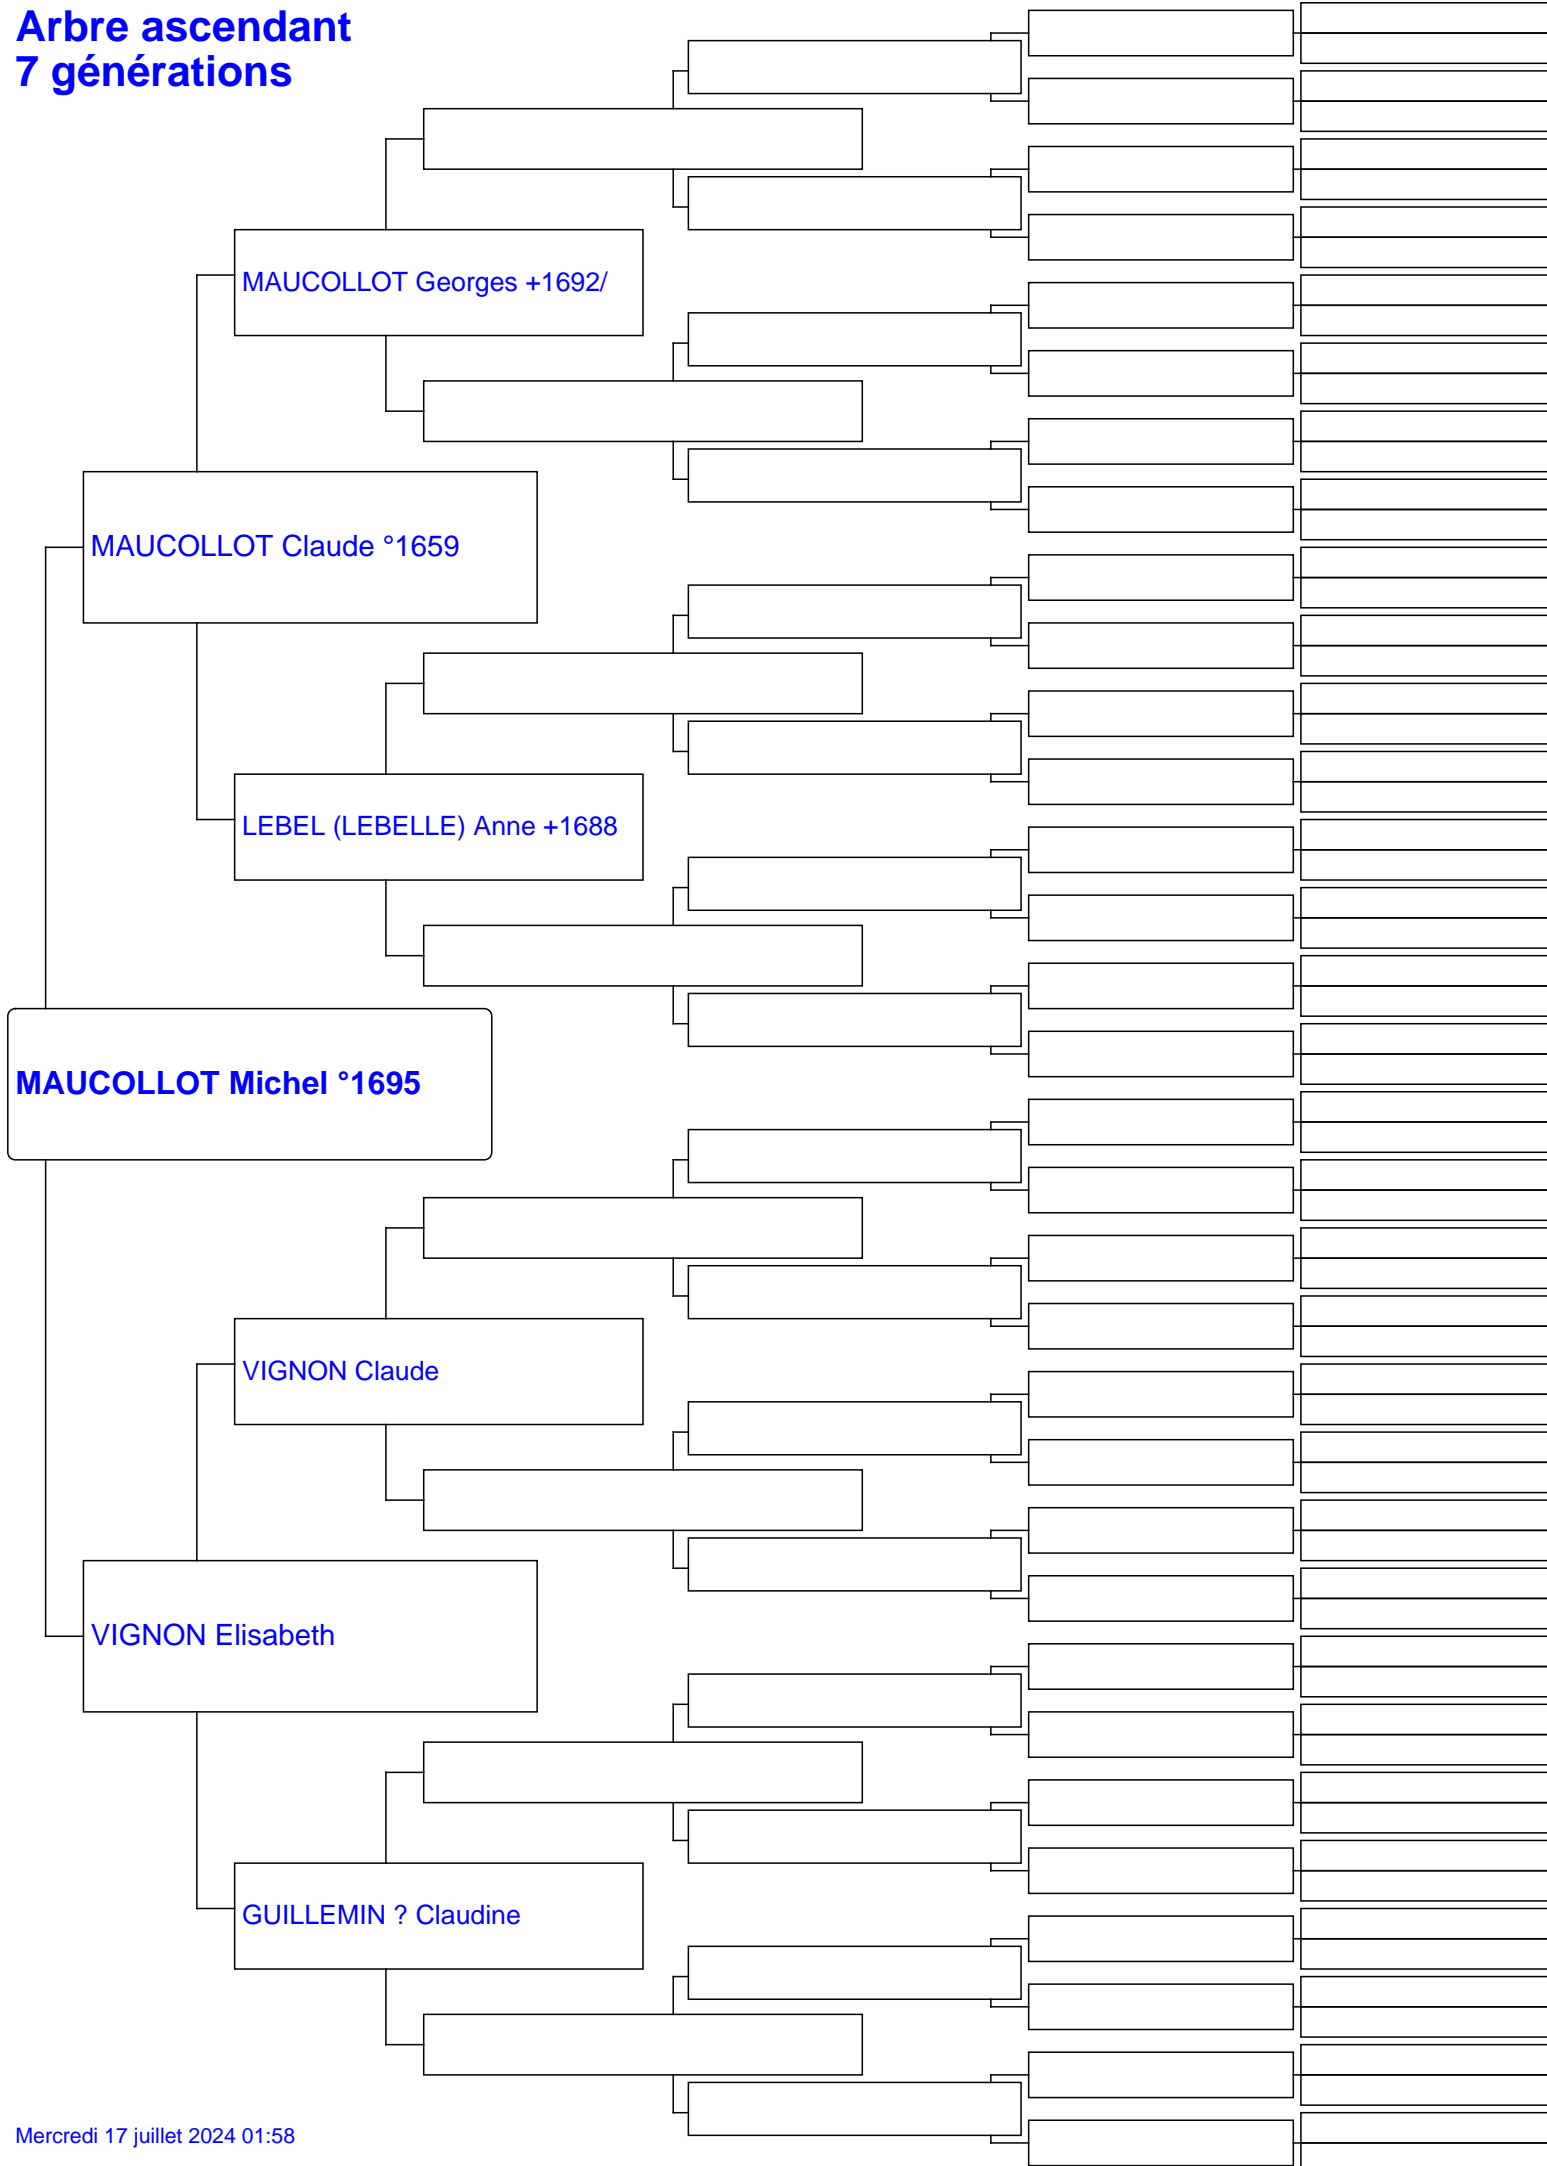 Arbre ascendant
7 générations
MAUCOLLOT Georges +1692/
MAUCOLLOT Claude °1659
LEBEL (LEBELLE) Anne +1688
MAUCOLLOT Michel °1695
VIGNON Claude
VIGNON Elisabeth
GUILLEMIN ? Claudine
Mercredi 17 juillet 2024 01:58